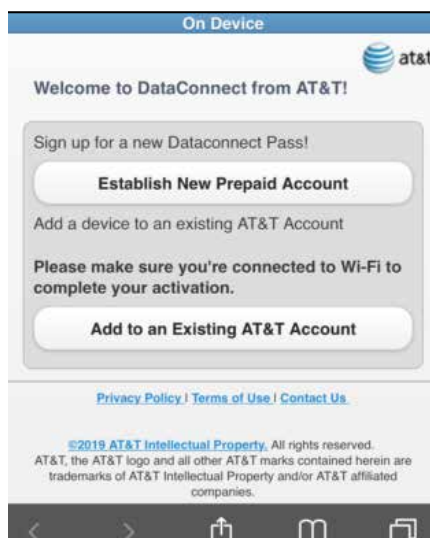 On Device
at&t
Welcome to DataConnect from AT&T!
Sign up for a new Dataconnect Pass!
Establish New Prepaid Account
Add a device to an existing AT&T Account
Please make sure you're connected to Wi-Fi to
complete your activation.
Add to an Existing AT&T Account
Privacy Policy | Terms of Use | Contact Us
©2019 AT&T Intellectual Property. All rights reserved.
AT&T, the AT&T logo and all other AT&T marks contained herein are
trademarks of AT&T Intellectual Property and/or AT&T affiliated
companies.